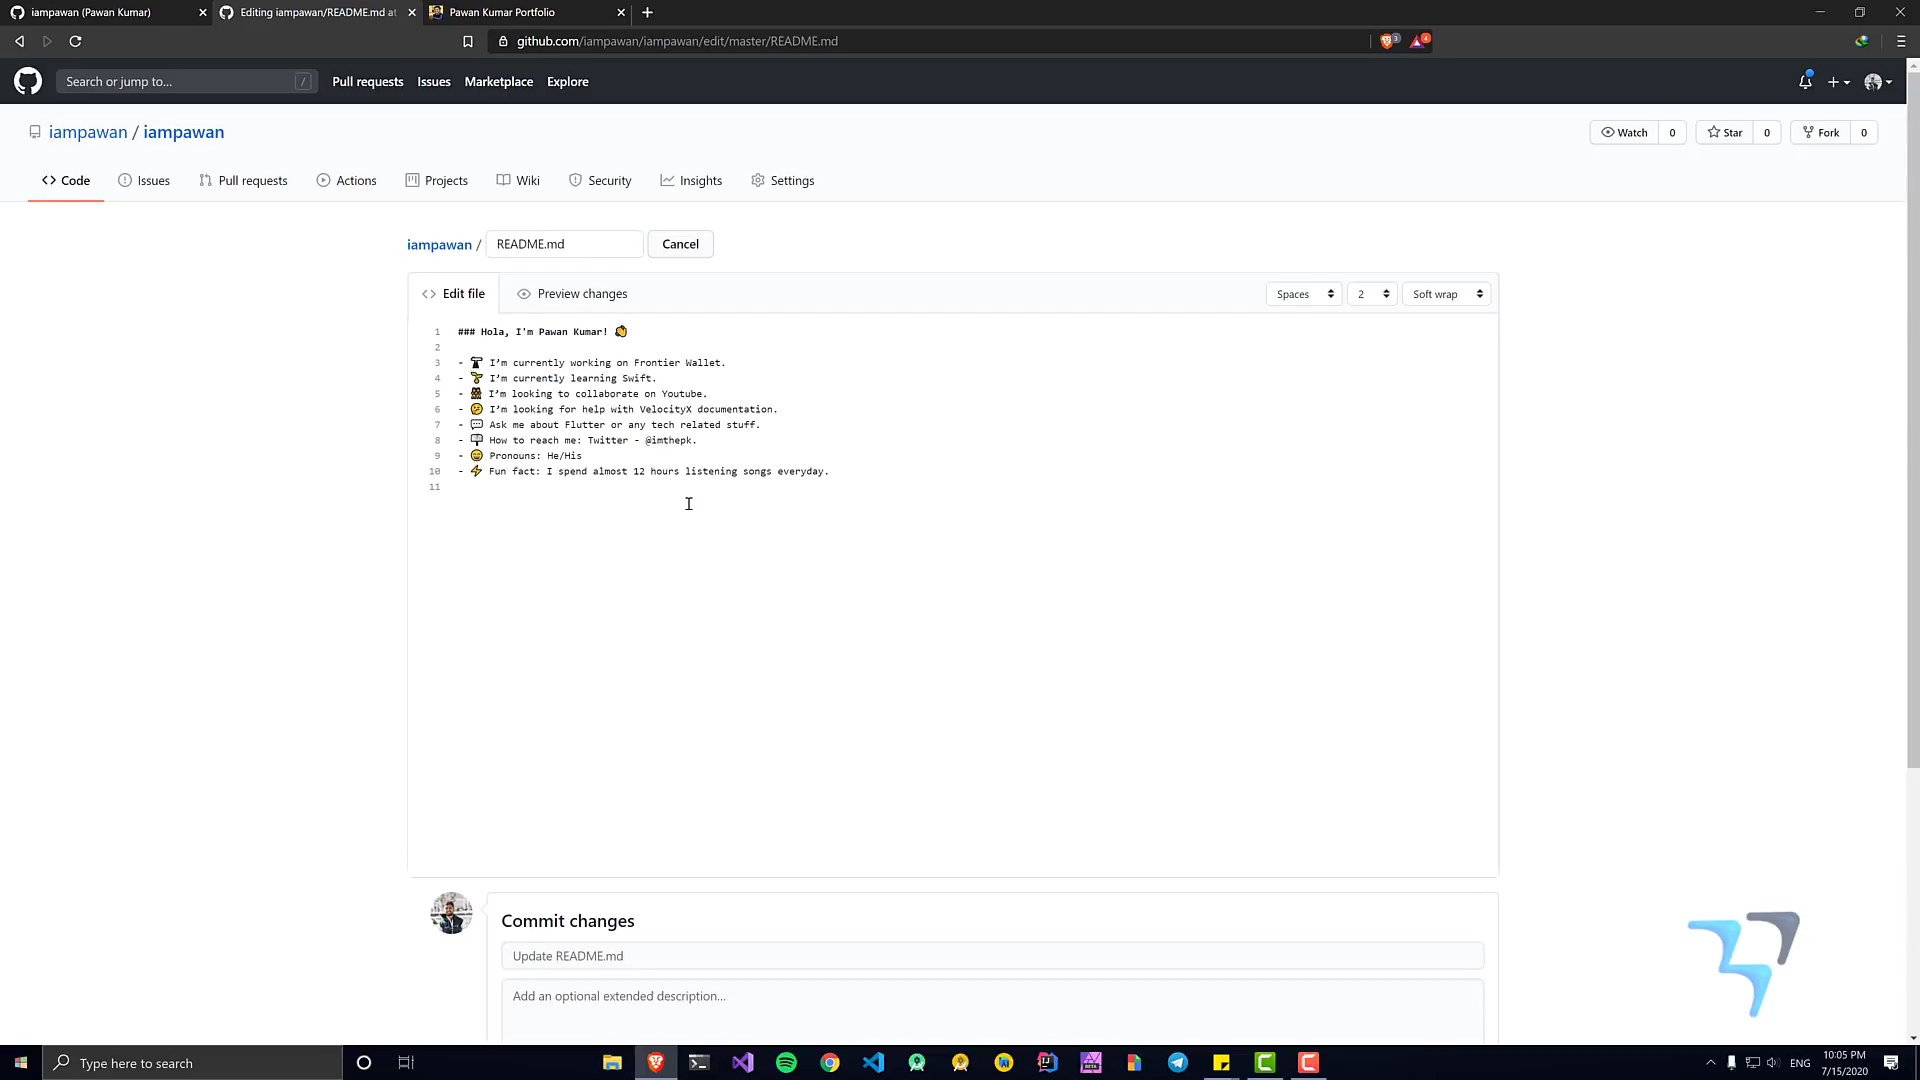 iampawan (Pawan Kumar)
Editing iampawan/README.md at
Pawan Kumar Portfolio
github.com/iampawan/iampawan/edit/master/README.md
3
4
Search or jump to...
/
Pull requests
Issues
Marketplace
Explore
iampawan / iampawan
Watch 0
Star 0
Fork 0
Code
Issues
Pull requests
Actions
Projects
Wiki
Security
Insights
Settings
iampawan / README.md
Cancel
Edit file
Preview changes
Spaces
2
Soft wrap
1 ### Hola, I'm Pawan Kumar! 👋
2
3 - 🔭 I’m currently working on Frontier Wallet.
4 - 🌱 I’m currently learning Swift.
5 - 👯 I’m looking to collaborate on Youtube.
6 - 🤔 I’m looking for help with VelocityX documentation.
7 - 💬 Ask me about Flutter or any tech related stuff.
8 - 📫 How to reach me: Twitter - @imthepk.
9 - 😄 Pronouns: He/His
10 - ⚡ Fun fact: I spend almost 12 hours listening songs everyday.
11
Commit changes
Update README.md
Add an optional extended description...
Type here to search
ENG
10:05 PM
7/15/2020